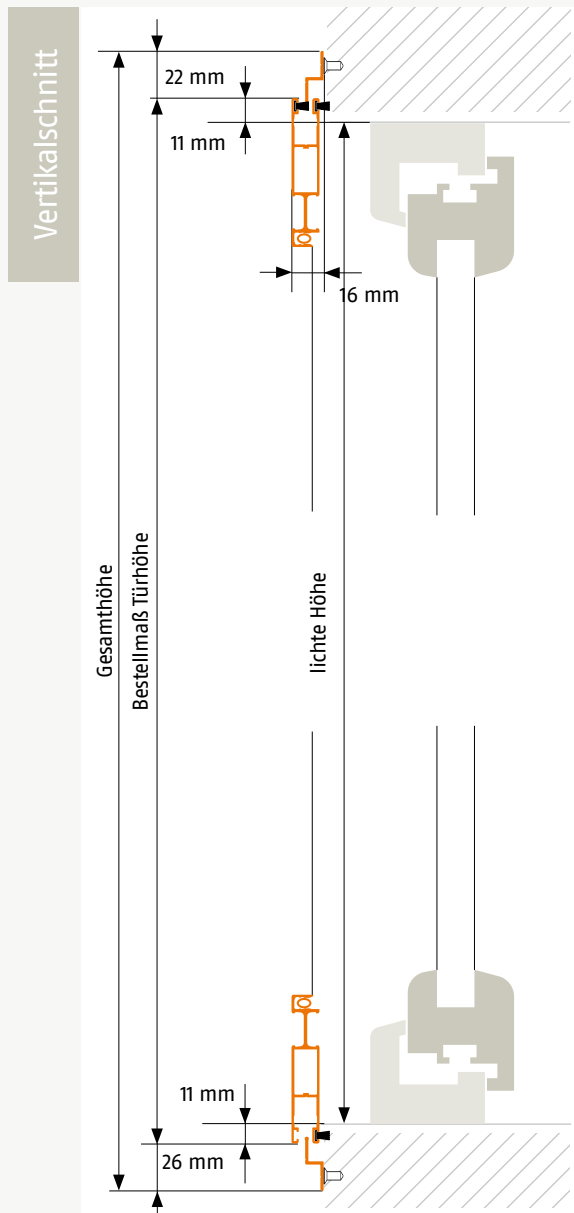 Vertikalschnitt
22 mm
11 mm
16 mm
Gesamthöhe
Bestellmaß Türhöhe
lichte Höhe
11 mm
26 mm